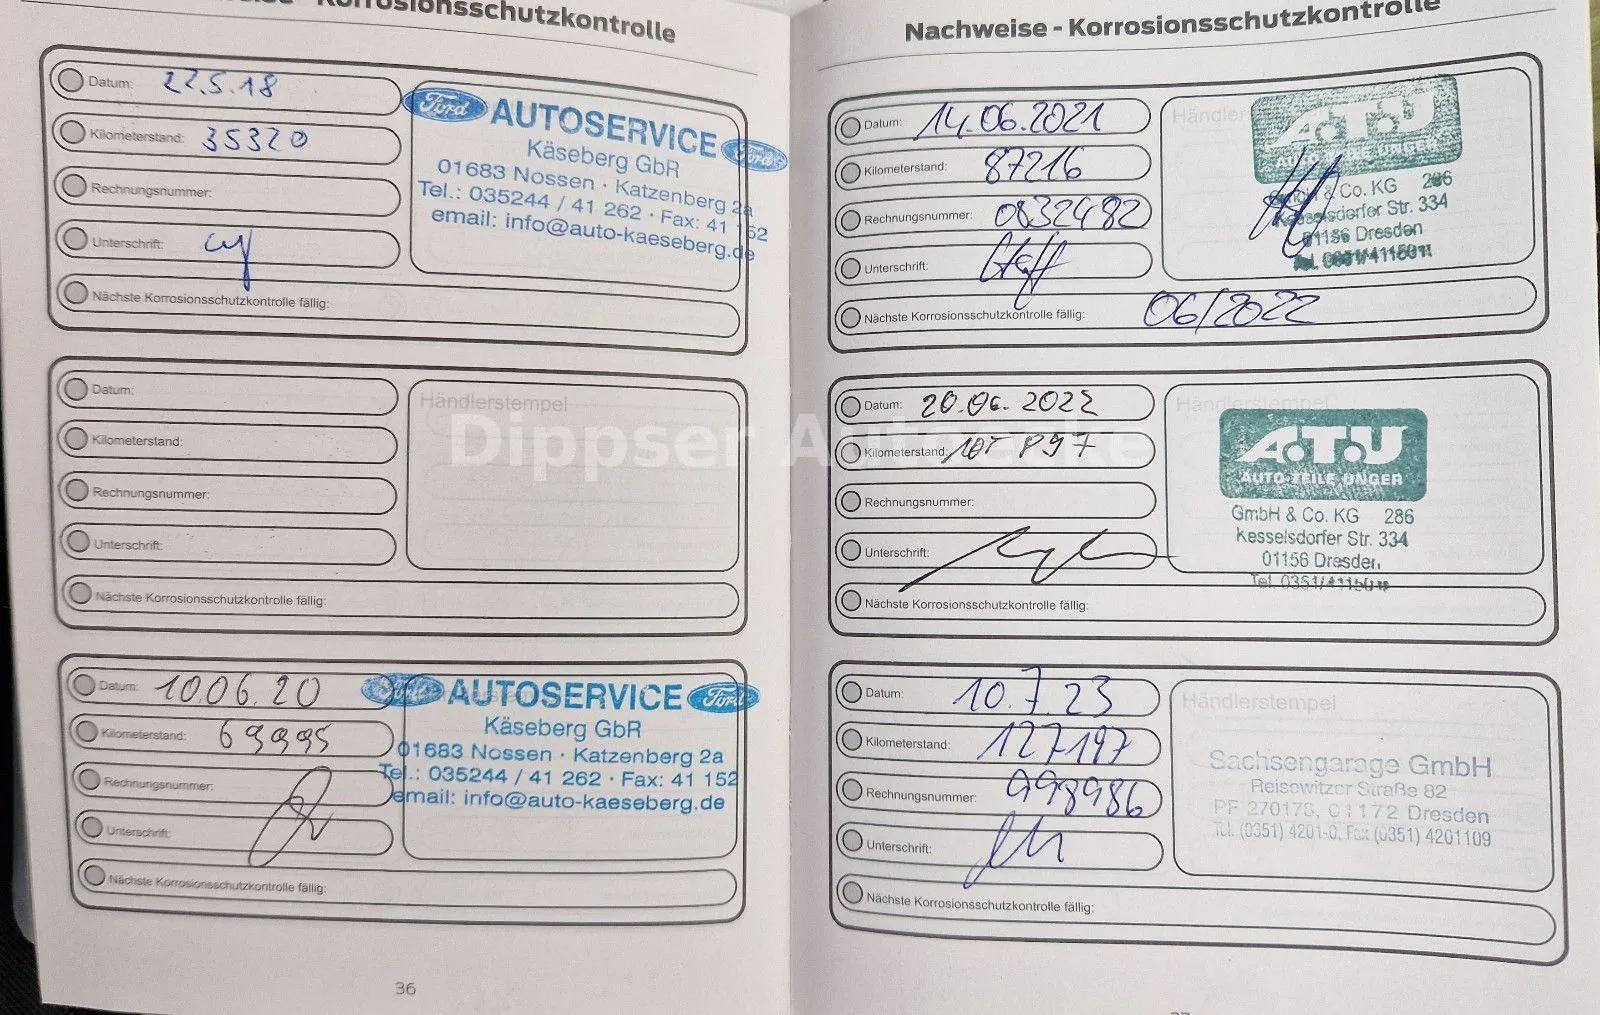 Korrosionsschutzkontrolle
Datum: 22.5.18
Kilometerstand: 35320
Rechnungsnummer:
Unterschrift:
Nächste Korrosionsschutzkontrolle fällig:
Ford AUTOSERVICE Ford
Käseberg GbR
01683 Nossen · Katzenberg 2a
Tel.: 035244 / 41 262 · Fax: 41 152
email: info@auto-kaeseberg.de
Datum:
Kilometerstand:
Rechnungsnummer:
Unterschrift:
Nächste Korrosionsschutzkontrolle fällig:
Händlerstempel
Datum: 10.06.20
Kilometerstand: 69995
Rechnungsnummer:
Unterschrift:
Nächste Korrosionsschutzkontrolle fällig:
Ford AUTOSERVICE Ford
Käseberg GbR
01683 Nossen · Katzenberg 2a
Tel.: 035244 / 41 262 · Fax: 41 152
email: info@auto-kaeseberg.de
36
Nachweise - Korrosionsschutzkontrolle
Datum: 14.06.2021
Kilometerstand: 87216
Rechnungsnummer: 0832482
Unterschrift:
Nächste Korrosionsschutzkontrolle fällig: 06/2022
A.T.U
AUTO-TEILE UNGER
GmbH & Co. KG 286
Kesselsdorfer Str. 334
01156 Dresden
Datum: 20.06.2022
Kilometerstand:
Rechnungsnummer:
Unterschrift:
Nächste Korrosionsschutzkontrolle fällig:
Händlerstempel
A.T.U
AUTO-TEILE UNGER
GmbH & Co. KG 286
Kesselsdorfer Str. 334
01156 Dresden
Datum: 10.7.23
Kilometerstand: 127197
Rechnungsnummer: 998986
Unterschrift:
Nächste Korrosionsschutzkontrolle fällig:
Händlerstempel
Sachsengarage GmbH
Reisewitzer Straße 82
PF 270178, 01172 Dresden
Tel. (0351) 4201-0, Fax (0351) 4201109
Dippser Autoecke